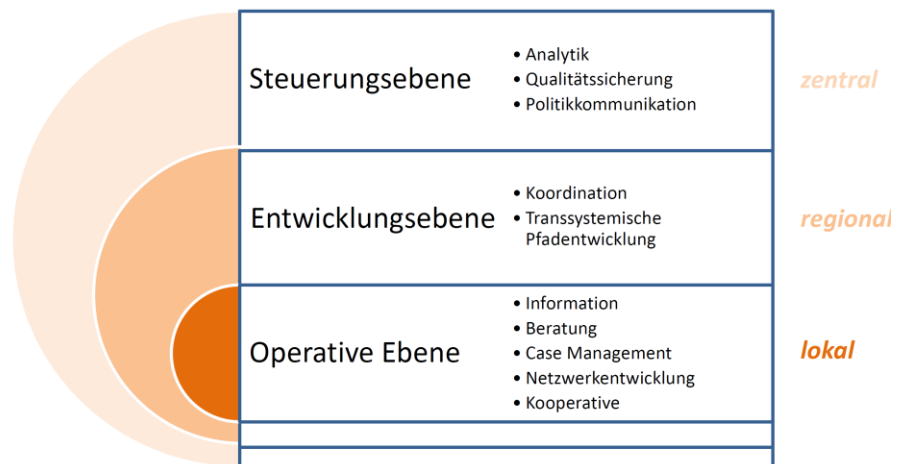 Steuerungsebene
• Analytik
• Qualitätssicherung
• Politikkommunikation
zentral
Entwicklungsebene
• Koordination
• Transsystemische
Pfadentwicklung
regional
Operative Ebene
• Information
• Beratung
• Case Management
• Netzwerkentwicklung
• Kooperative
lokal